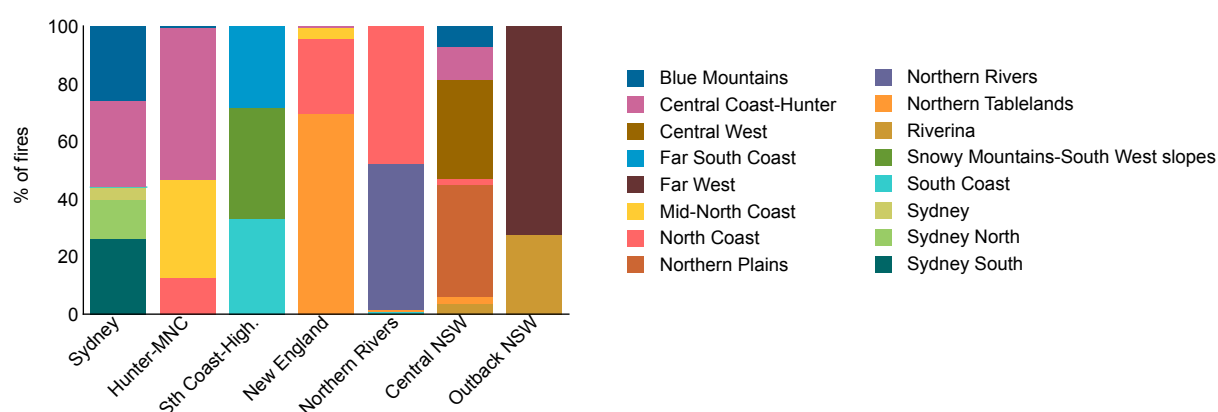 % of fires
100
80
60
40
20
0
Sydney
Hunter-MNC
Sth Coast-High.
New England
Northern Rivers
Central NSW
Outback NSW
Blue Mountains
Central Coast-Hunter
Central West
Far South Coast
Far West
Mid-North Coast
North Coast
Northern Plains
Northern Rivers
Northern Tablelands
Riverina
Snowy Mountains-South West slopes
South Coast
Sydney
Sydney North
Sydney South